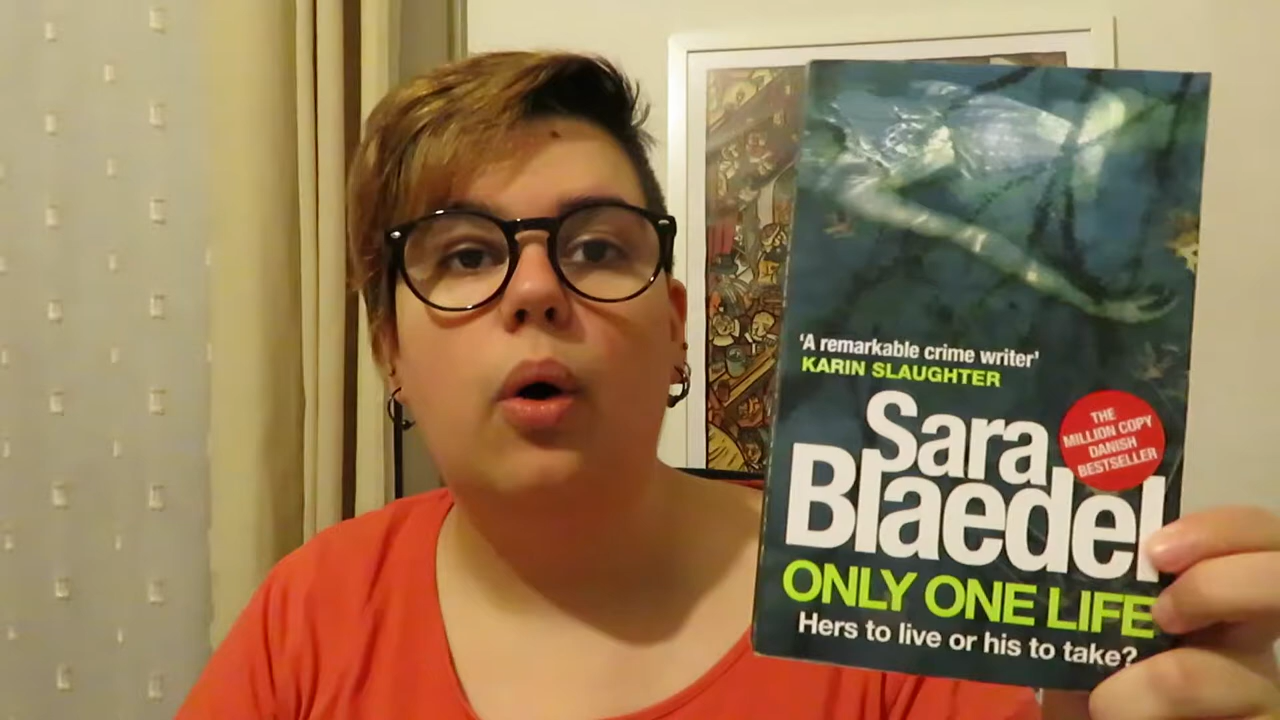 'A remarkable crime writer'
KARIN SLAUGHTER
Sara
Blaedel
THE
MILLION COPY
DANISH
BESTSELLER
ONLY ONE LIFE
Hers to live or his to take?